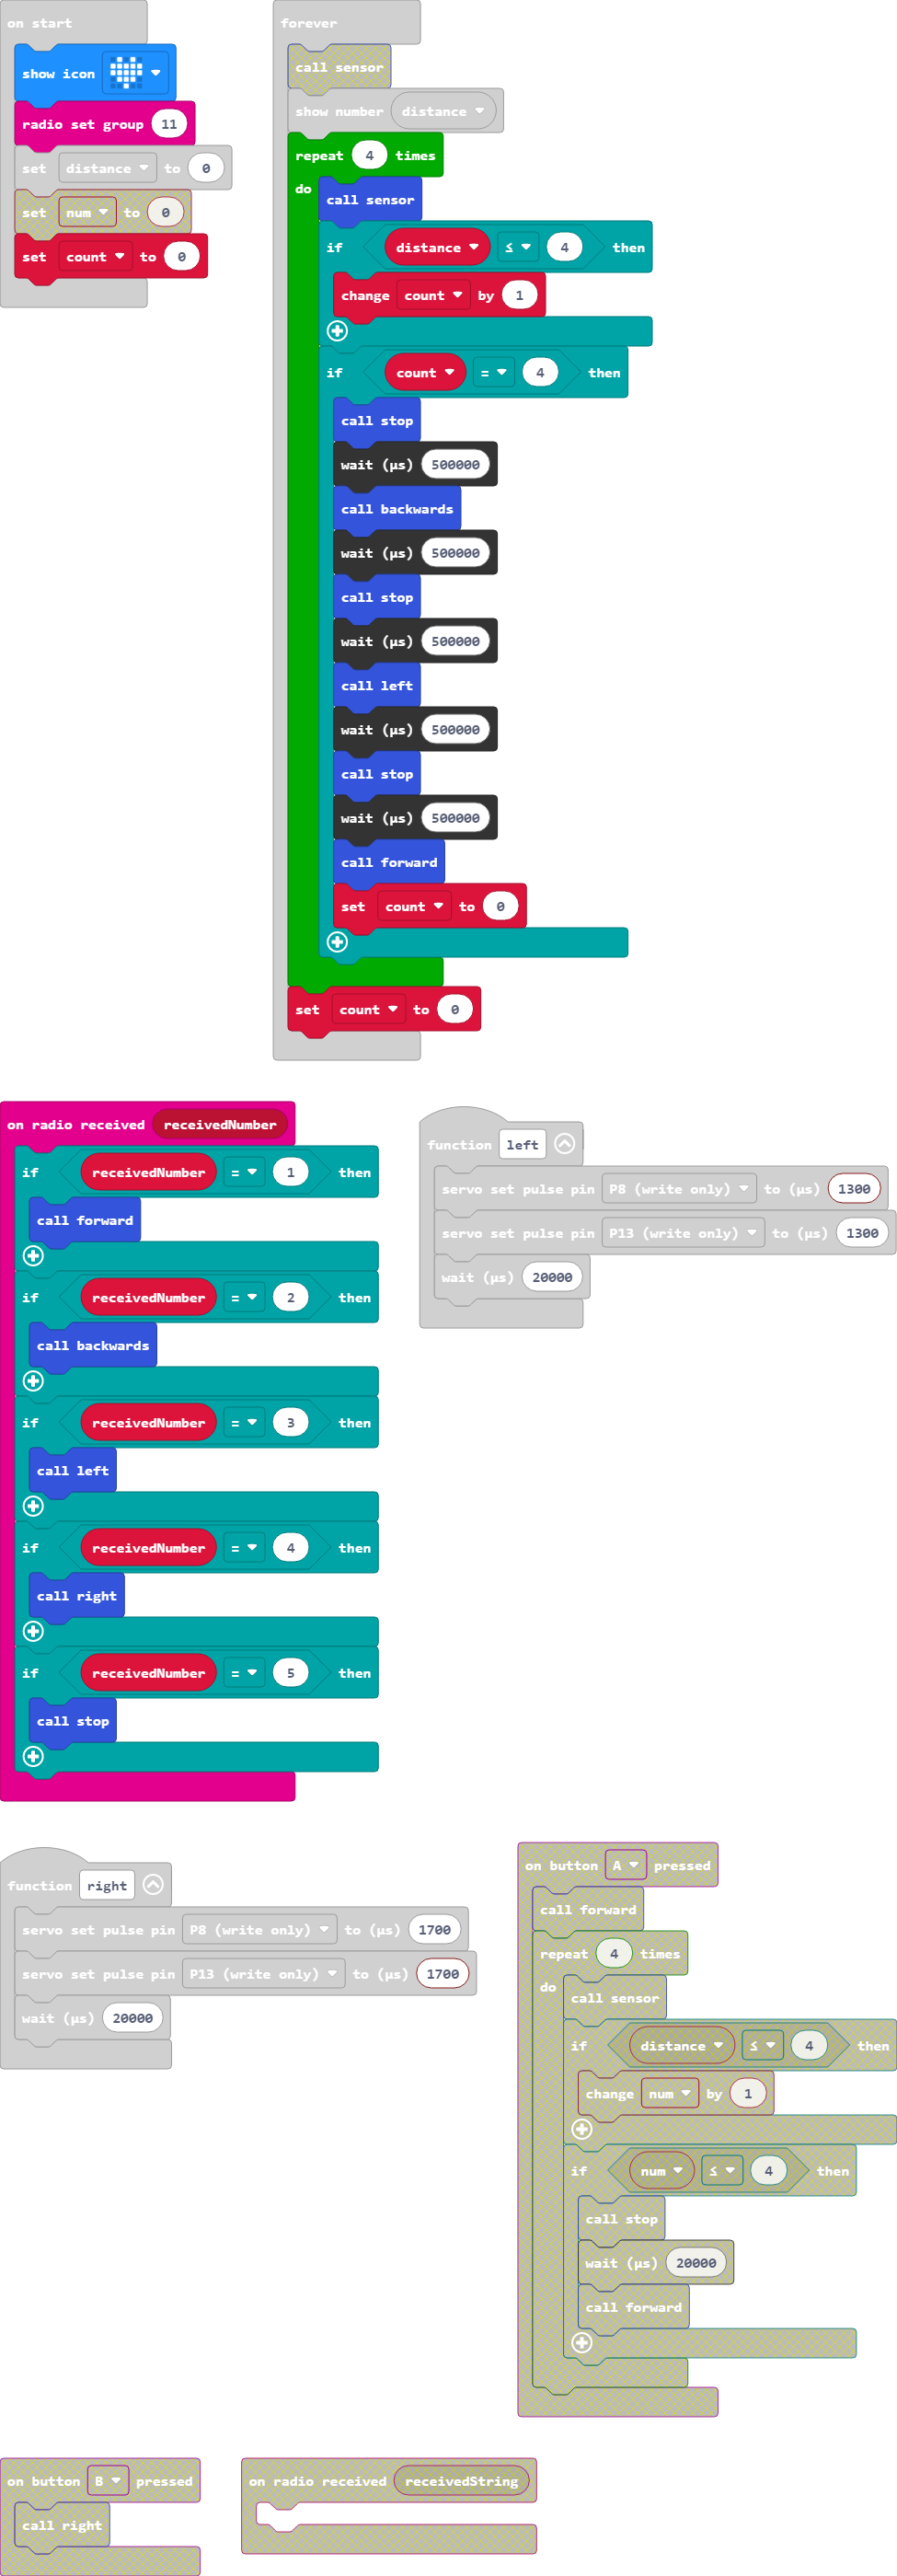 on start
show icon
radio set group 11
set distance to 0
set num to 0
set count to 0
forever
call sensor
show number distance
repeat 4 times
do
call sensor
if distance ≤ 4 then
change count by 1
if count = 4 then
call stop
wait (µs) 500000
call backwards
wait (µs) 500000
call stop
wait (µs) 500000
call left
wait (µs) 500000
call stop
wait (µs) 500000
call forward
set count to 0
set count to 0
on radio received receivedNumber
if receivedNumber = 1 then
call forward
if receivedNumber = 2 then
call backwards
if receivedNumber = 3 then
call left
if receivedNumber = 4 then
call right
if receivedNumber = 5 then
call stop
function left
servo set pulse pin P8 (write only) to (µs) 1300
servo set pulse pin P13 (write only) to (µs) 1300
wait (µs) 20000
function right
servo set pulse pin P8 (write only) to (µs) 1700
servo set pulse pin P13 (write only) to (µs) 1700
wait (µs) 20000
on button A pressed
call forward
repeat 4 times
do
call sensor
if distance ≤ 4 then
change num by 1
if num ≤ 4 then
call stop
wait (µs) 20000
call forward
on button B pressed
call right
on radio received receivedString